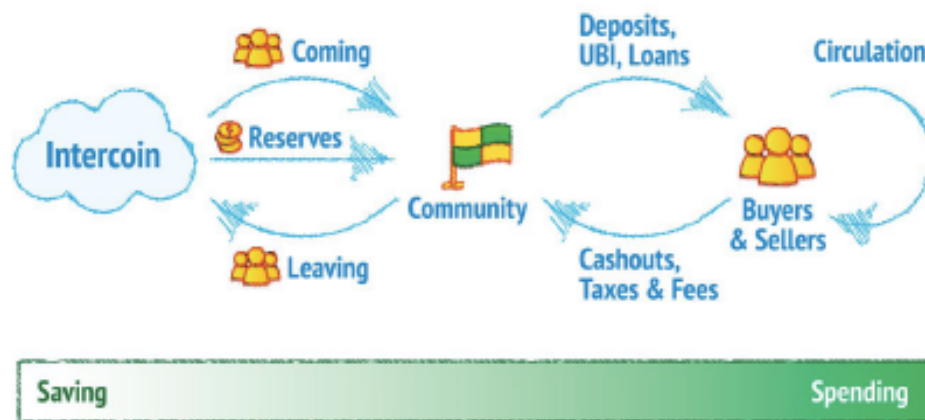 Coming
Deposits,
UBI, Loans
Circulation
Intercoin
Reserves
Community
Buyers
& Sellers
Leaving
Cashouts,
Taxes & Fees
Saving
Spending